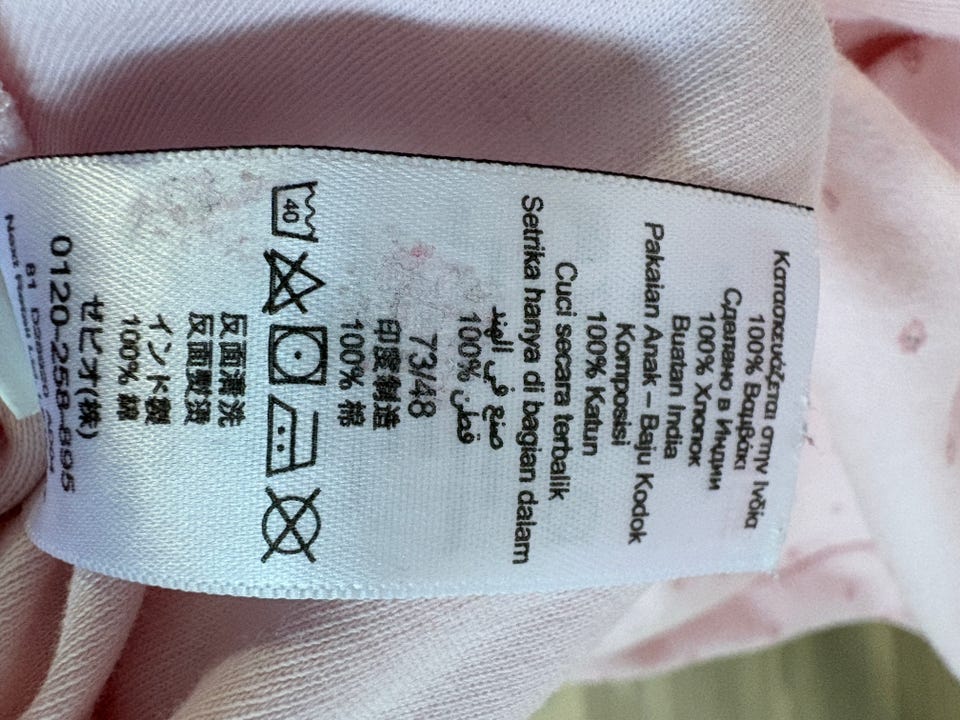 Κατασκευάζεται στην Ινδία
100% Βαμβάκι
Сделано в Индии
100% Хлопок
Buatan India
Pakaian Anak – Baju Kodok
Komposisi
100% Katun
Cuci secara terbalik
Setrika hanya di bagian dalam
صنع في الهند
100% قطن
73/48
印度制造
100% 棉
40
反面清洗
反面熨烫
インド製
100% 綿
ゼビオ(株)
0120-258-895